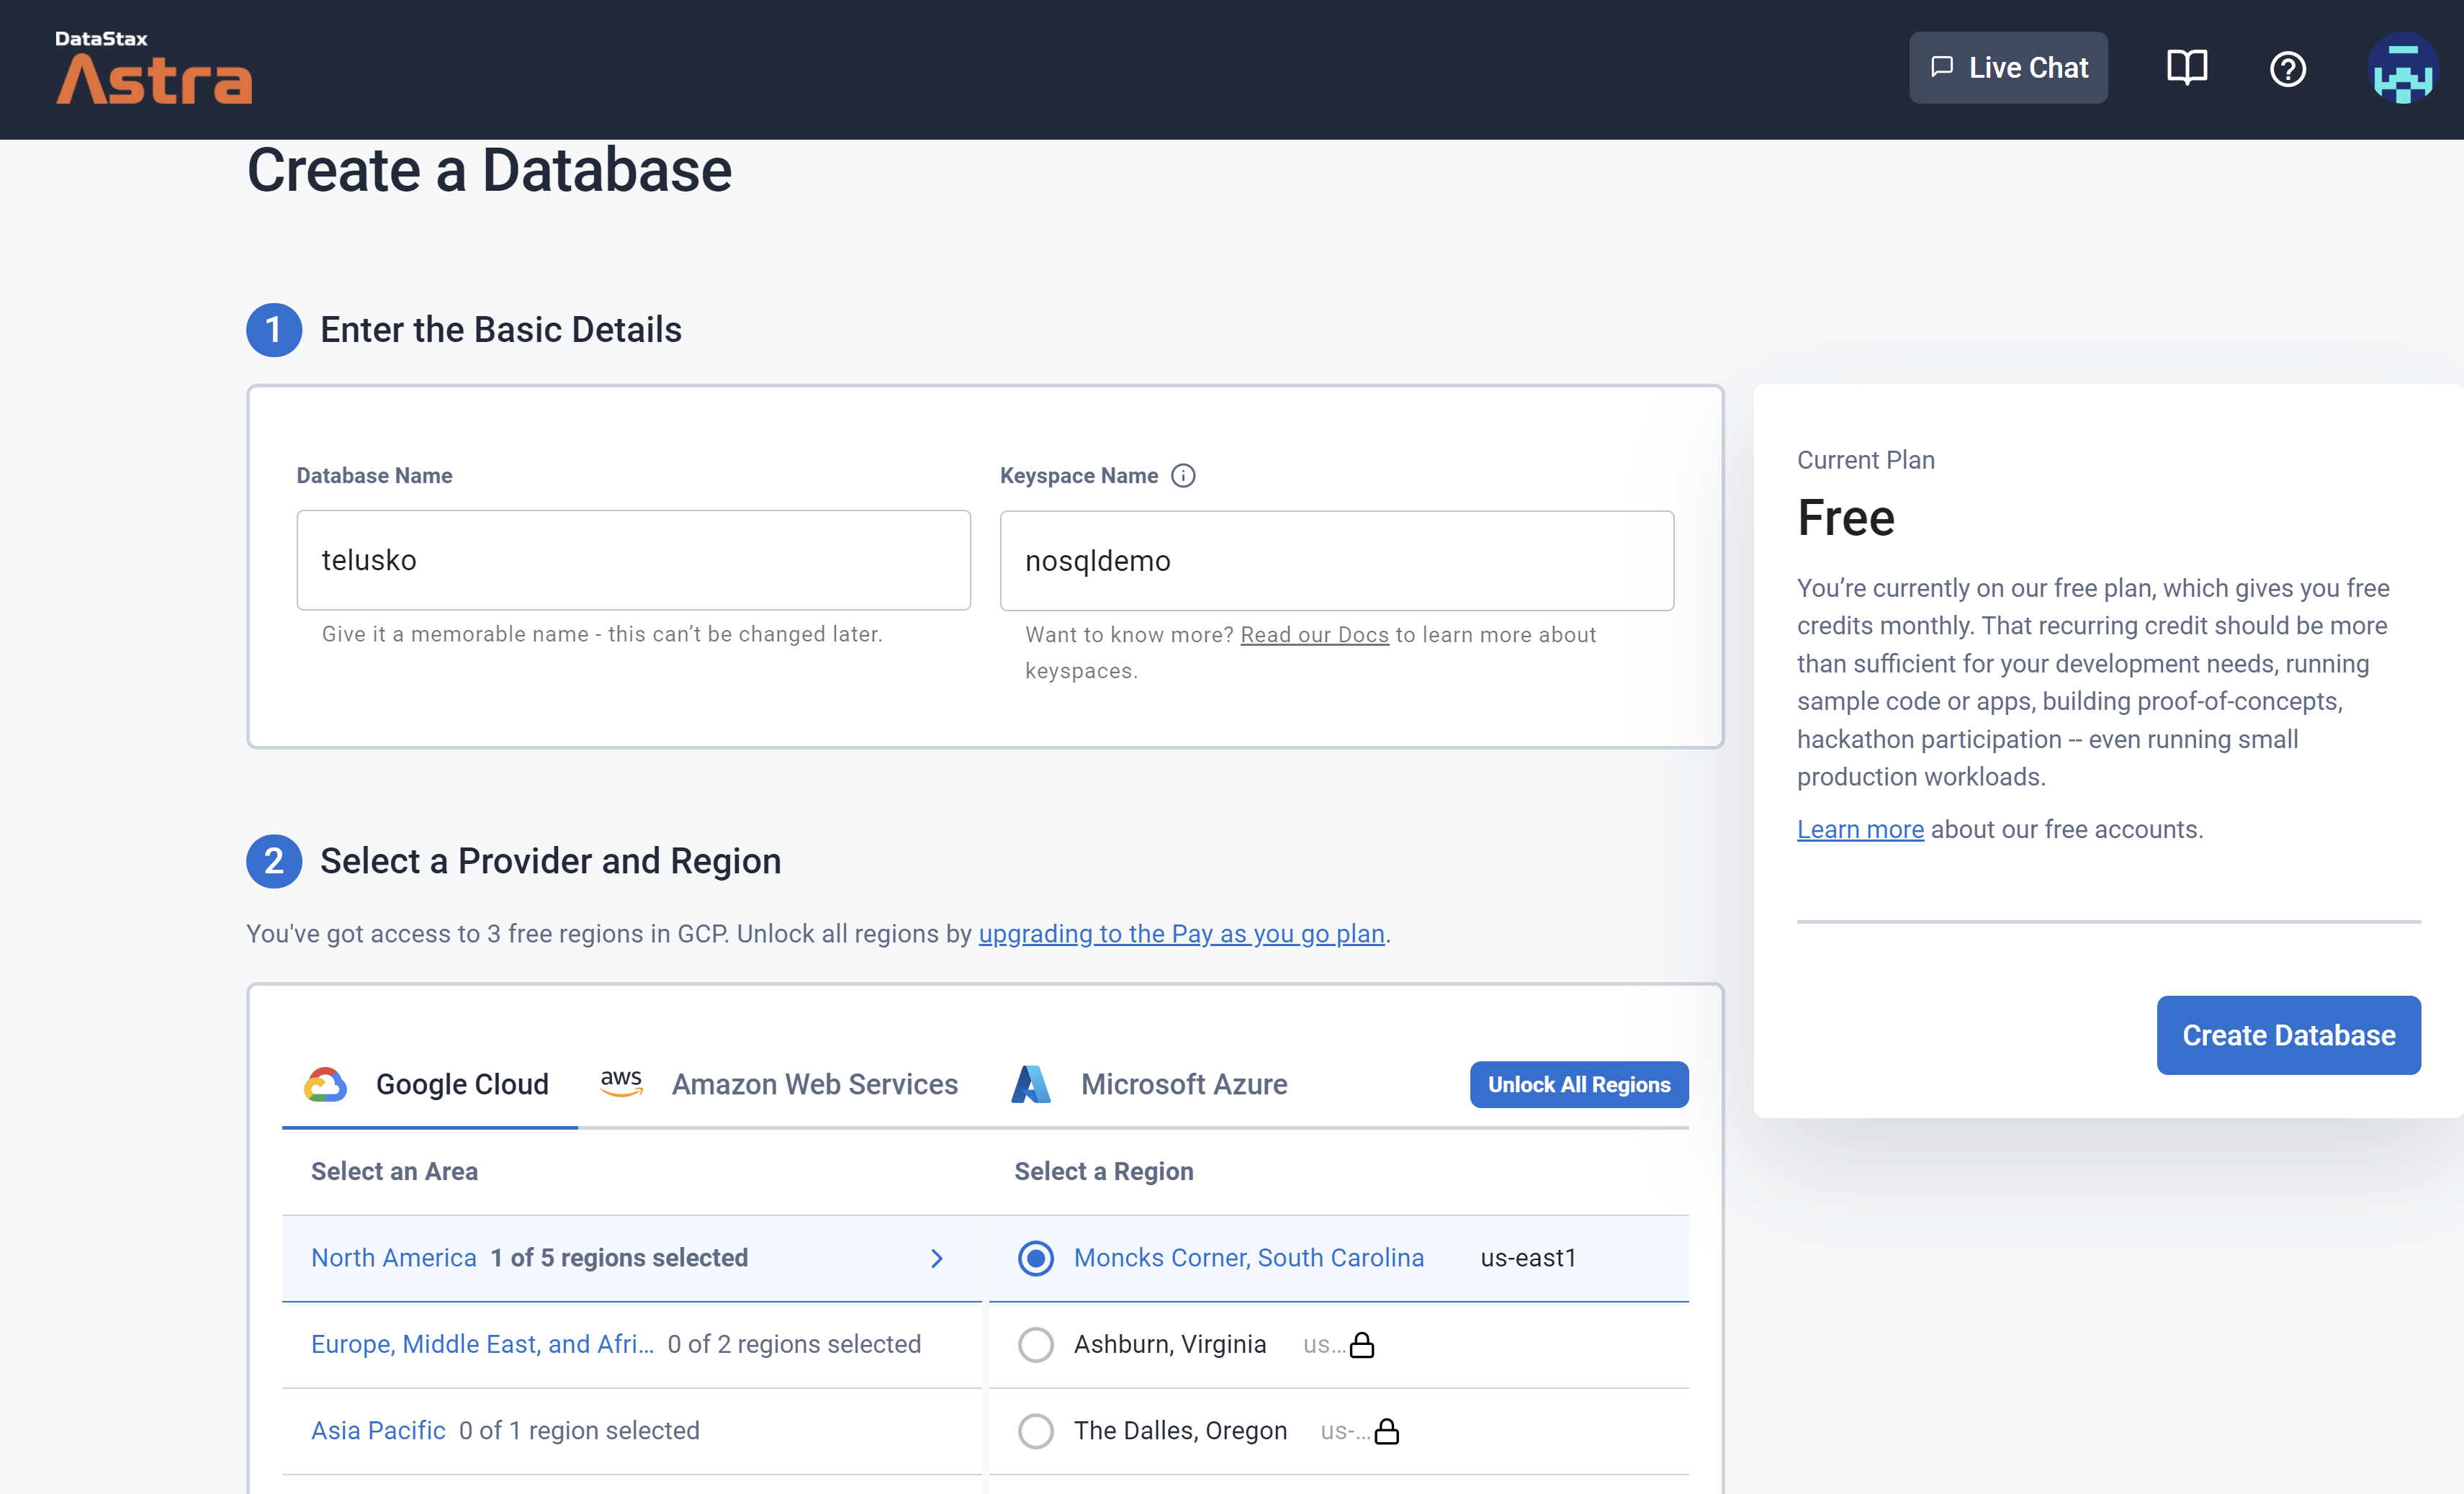 DataStax
Astra
Live Chat
Create a Database
1 Enter the Basic Details
Database Name
telusko
Give it a memorable name - this can’t be changed later.
Keyspace Name
nosqldemo
Want to know more? Read our Docs to learn more about
keyspaces.
Current Plan
Free
You’re currently on our free plan, which gives you free
credits monthly. That recurring credit should be more
than sufficient for your development needs, running
sample code or apps, building proof-of-concepts,
hackathon participation -- even running small
production workloads.
Learn more about our free accounts.
Create Database
2 Select a Provider and Region
You've got access to 3 free regions in GCP. Unlock all regions by upgrading to the Pay as you go plan.
Google Cloud
aws Amazon Web Services
Microsoft Azure
Unlock All Regions
Select an Area
Select a Region
North America 1 of 5 regions selected
Moncks Corner, South Carolina us-east1
Europe, Middle East, and Afri... 0 of 2 regions selected
Ashburn, Virginia us...
Asia Pacific 0 of 1 region selected
The Dalles, Oregon us-...